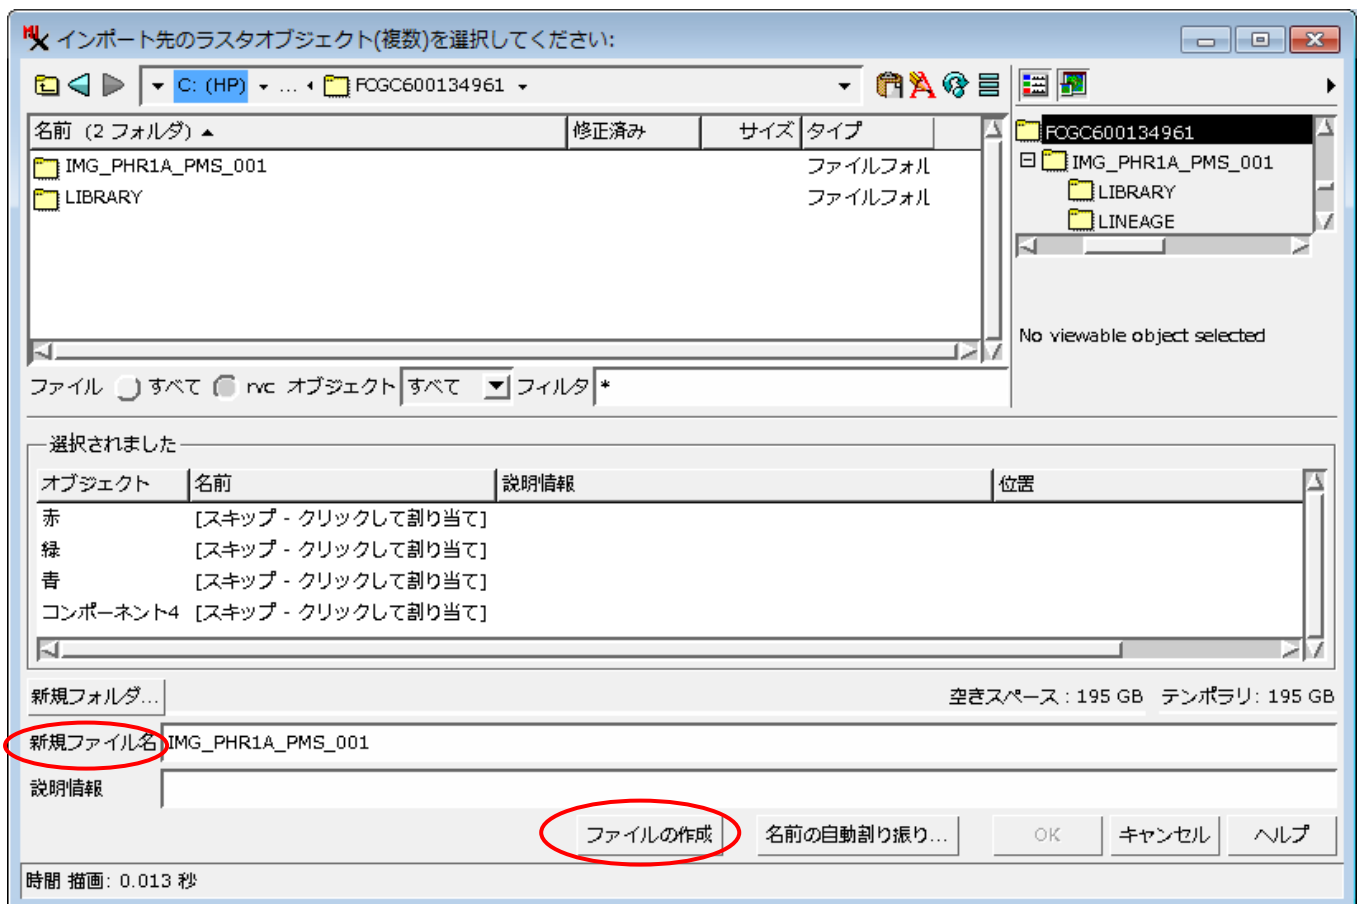 インポート先のラスタオブジェクト(複数)を選択してください:
C: (HP) ... FOGC600134961
名前 (2 フォルダ) 修正済み サイズ タイプ
IMG_PHR1A_PMS_001 ファイルフォル
LIBRARY ファイルフォル
FOGC600134961
IMG_PHR1A_PMS_001
LIBRARY
LINEAGE
No viewable object selected
ファイル すべて rvc オブジェクト すべて フィルタ *
選択されました
オブジェクト 名前 説明情報 位置
赤 [スキップ - クリックして割り当て]
緑 [スキップ - クリックして割り当て]
青 [スキップ - クリックして割り当て]
コンポーネント4 [スキップ - クリックして割り当て]
新規フォルダ... 空きスペース : 195 GB テンポラリ: 195 GB
新規ファイル名 IMG_PHR1A_PMS_001
説明情報
ファイルの作成 名前の自動割り振り... OK キャンセル ヘルプ
時間 描画: 0.013 秒